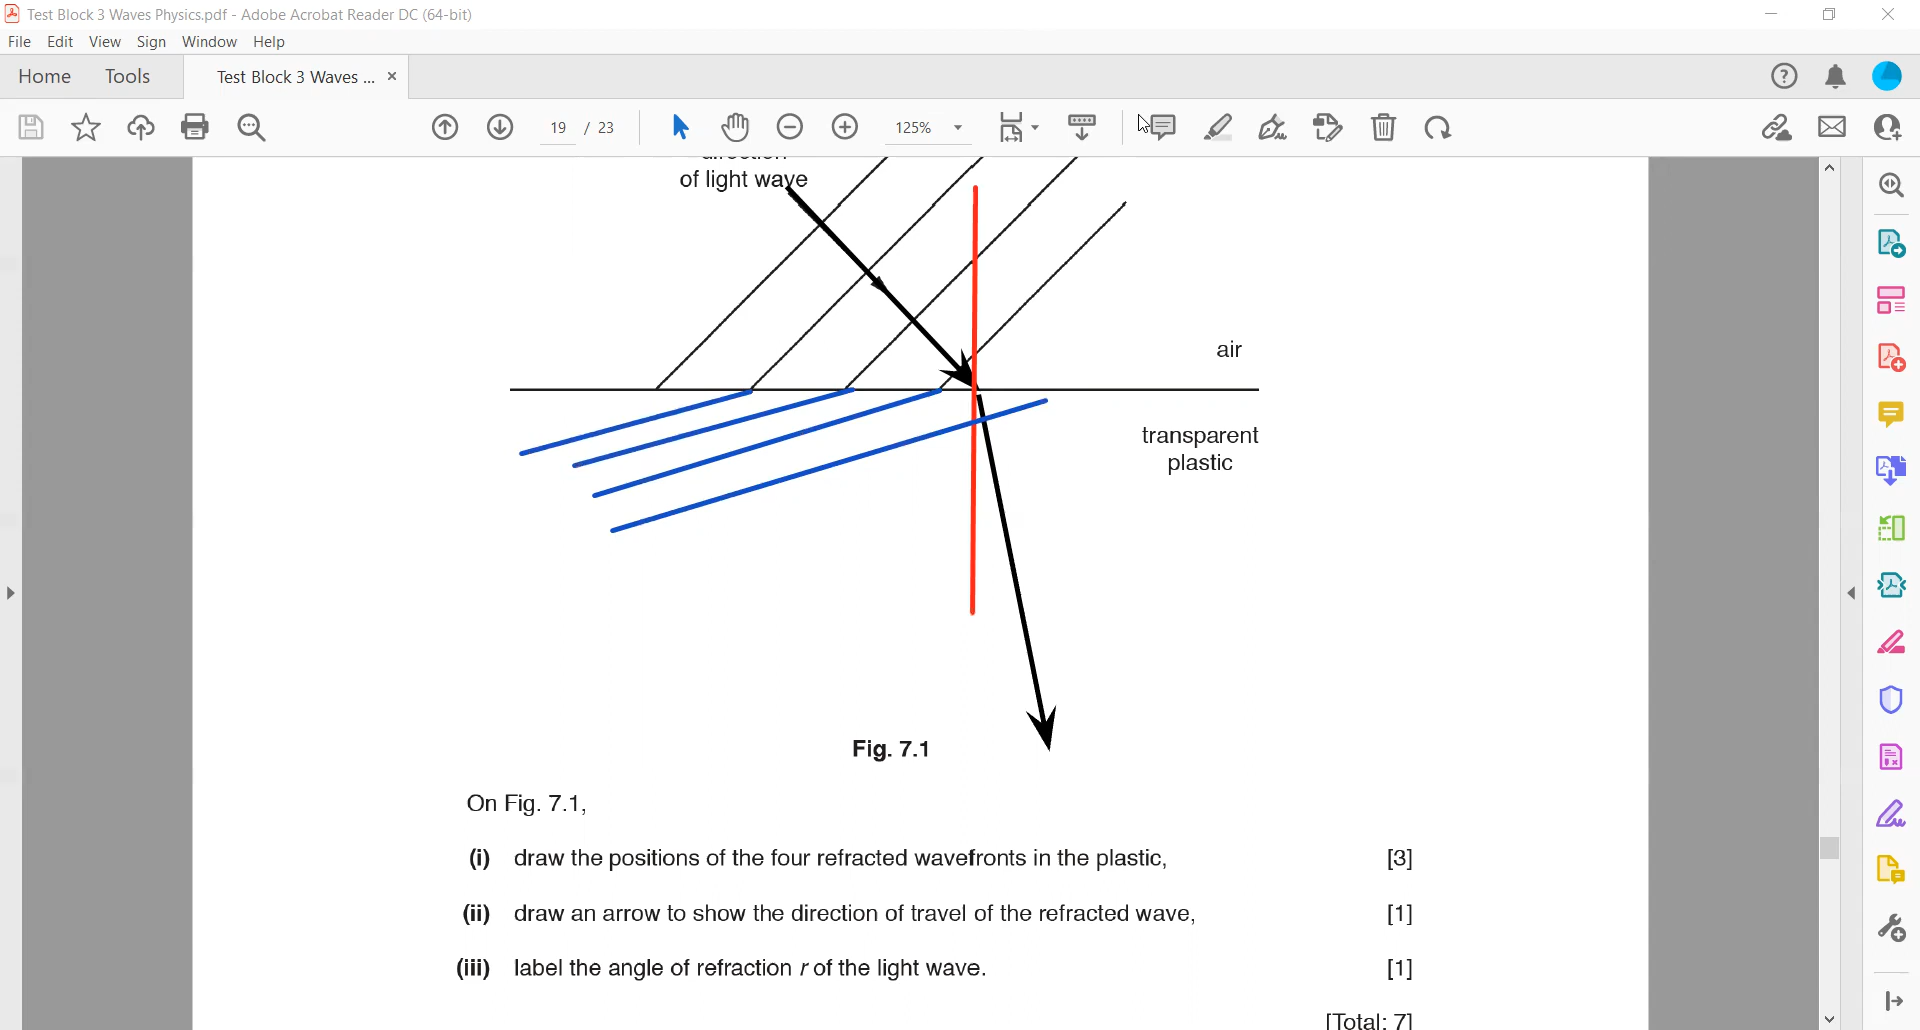 Test Block 3 Waves Physics.pdf - Adobe Acrobat Reader DC (64-bit)
File Edit View Sign Window Help
Home Tools Test Block 3 Waves ... ×
19 / 23 125%
direction
of light wave
air
transparent
plastic
Fig. 7.1
On Fig. 7.1,
(i) draw the positions of the four refracted wavefronts in the plastic, [3]
(ii) draw an arrow to show the direction of travel of the refracted wave, [1]
(iii) label the angle of refraction r of the light wave. [1]
[Total: 7]